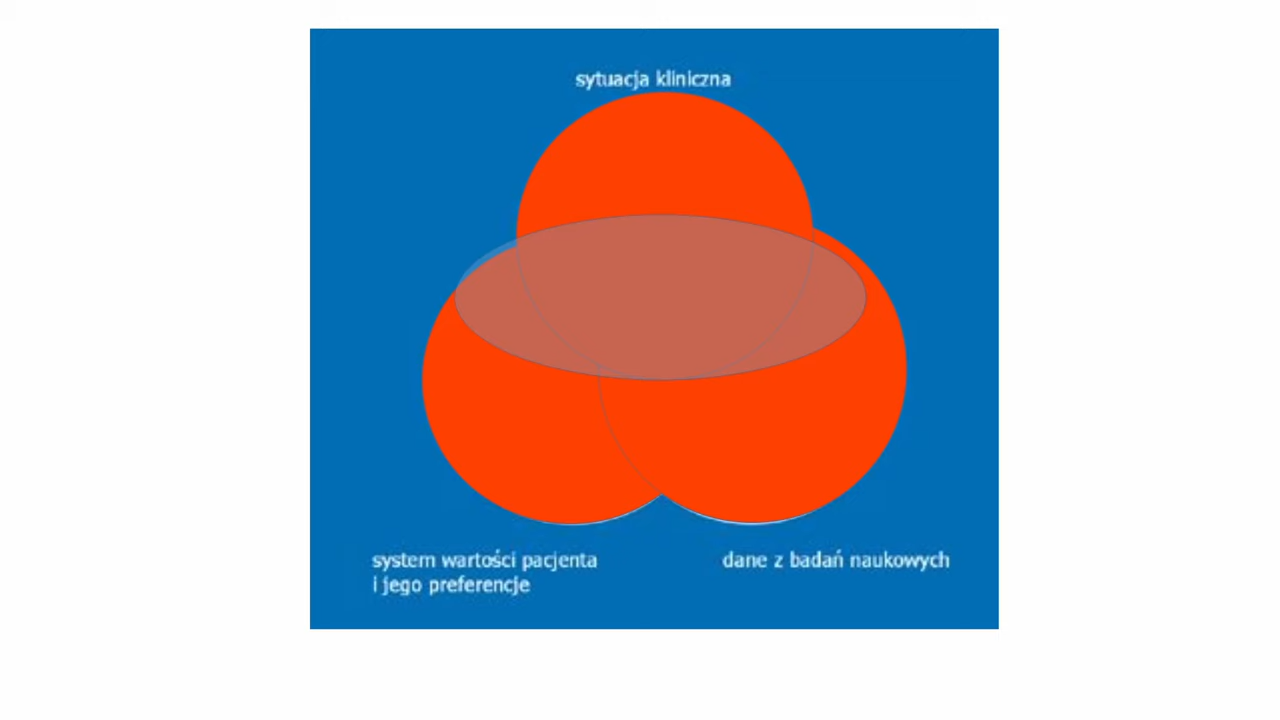 sytuacja kliniczna
system wartości pacjenta
i jego preferencje
dane z badań naukowych